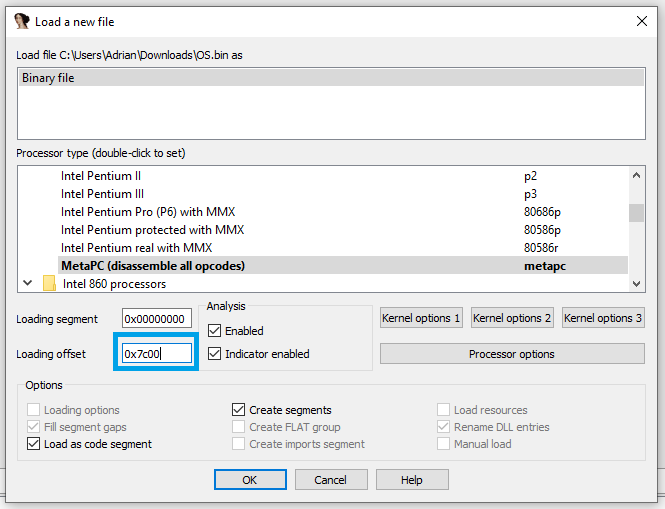 Load a new file
Load file C:\Users\Adrian\Downloads\OS.bin as
Binary file
Processor type (double-click to set)
Intel Pentium II p2
Intel Pentium III p3
Intel Pentium Pro (P6) with MMX 80686p
Intel Pentium protected with MMX 80586p
Intel Pentium real with MMX 80586r
MetaPC (disassemble all opcodes) metapc
Intel 860 processors
Loading segment 0x00000000
Loading offset 0x7c00
Analysis
Enabled
Indicator enabled
Kernel options 1 Kernel options 2 Kernel options 3
Processor options
Options
Loading options Create segments Load resources
Fill segment gaps Create FLAT group Rename DLL entries
Load as code segment Create imports segment Manual load
OK Cancel Help